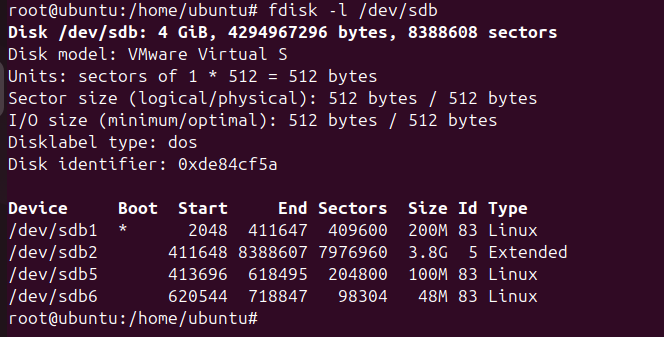 root@ubuntu:/home/ubuntu# fdisk -l /dev/sdb
Disk /dev/sdb: 4 GiB, 4294967296 bytes, 8388608 sectors
Disk model: VMware Virtual S
Units: sectors of 1 * 512 = 512 bytes
Sector size (logical/physical): 512 bytes / 512 bytes
I/O size (minimum/optimal): 512 bytes / 512 bytes
Disklabel type: dos
Disk identifier: 0xde84cf5a

Device     Boot  Start     End Sectors  Size Id Type
/dev/sdb1  *      2048  411647  409600  200M 83 Linux
/dev/sdb2       411648 8388607 7976960  3.8G  5 Extended
/dev/sdb5       413696  618495  204800  100M 83 Linux
/dev/sdb6       620544  718847   98304   48M 83 Linux
root@ubuntu:/home/ubuntu#